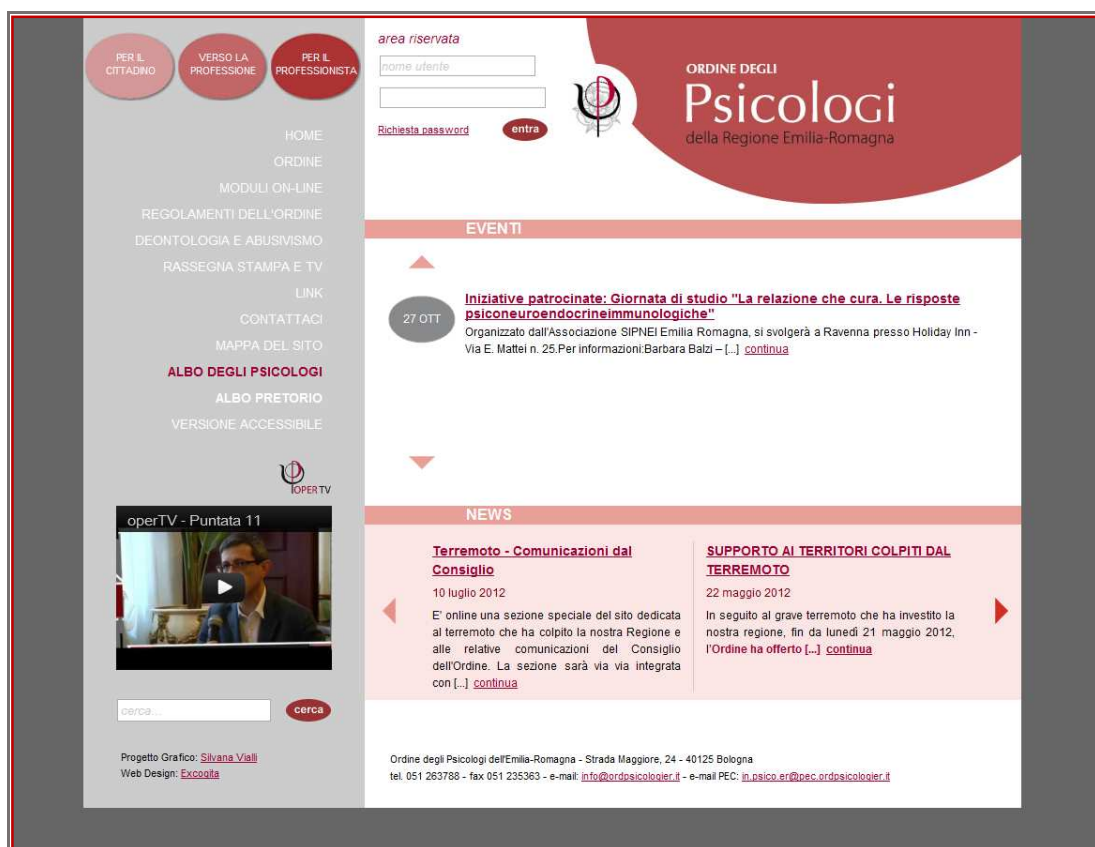 PER IL
CITTADINO
VERSO LA
PROFESSIONE
PER IL
PROFESSIONISTA
HOME
ORDINE
MODULI ON-LINE
REGOLAMENTI DELL'ORDINE
DEONTOLOGIA E ABUSIVISMO
RASSEGNA STAMPA E TV
LINK
CONTATTACI
MAPPA DEL SITO
ALBO DEGLI PSICOLOGI
ALBO PRETORIO
VERSIONE ACCESSIBILE
OPER TV
operTV - Puntata 11
cerca...
cerca
Progetto Grafico: Silvana Vialli
Web Design: Excogita
area riservata
nome utente
Richiesta password
entra
ORDINE DEGLI
Psicologi
della Regione Emilia-Romagna
EVENTI
27 OTT
Iniziative patrocinate: Giornata di studio "La relazione che cura. Le risposte
psiconeuroendocrineimmunologiche"
Organizzato dall'Associazione SIPNEI Emilia Romagna, si svolgerà a Ravenna presso Holiday Inn -
Via E. Mattei n. 25.Per informazioni:Barbara Balzi – [...] continua
NEWS
Terremoto - Comunicazioni dal
Consiglio
10 luglio 2012
E' online una sezione speciale del sito dedicata
al terremoto che ha colpito la nostra Regione e
alle relative comunicazioni del Consiglio
dell'Ordine. La sezione sarà via via integrata
con [...] continua
SUPPORTO AI TERRITORI COLPITI DAL
TERREMOTO
22 maggio 2012
In seguito al grave terremoto che ha investito la
nostra regione, fin da lunedì 21 maggio 2012,
l'Ordine ha offerto [...] continua
Ordine degli Psicologi dell'Emilia-Romagna - Strada Maggiore, 24 - 40125 Bologna
tel. 051 263788 - fax 051 235363 - e-mail: info@ordpsicologier.it - e-mail PEC: in.psico.er@pec.ordpsicologier.it